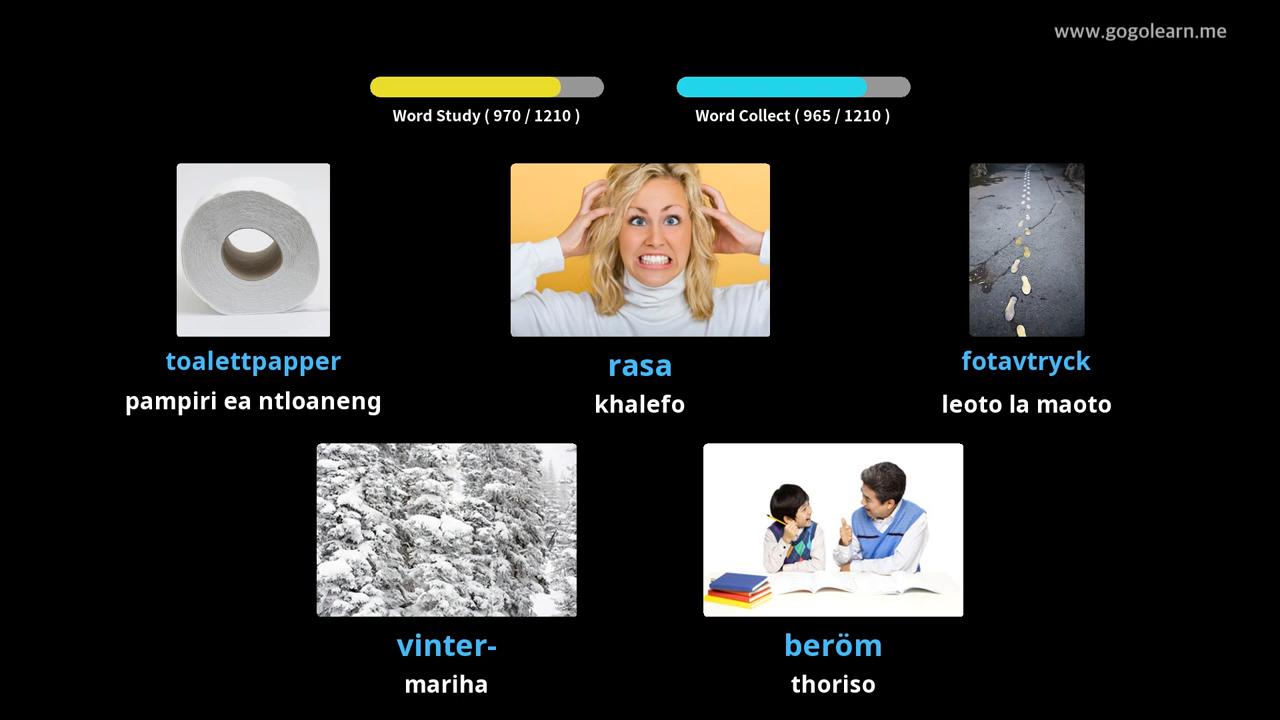 www.gogolearn.me
Word Study ( 970 / 1210 )
Word Collect ( 965 / 1210 )
toalettpapper
pampiri ea ntloaneng
rasa
khalefo
fotavtryck
leoto la maoto
vinter-
mariha
beröm
thoriso